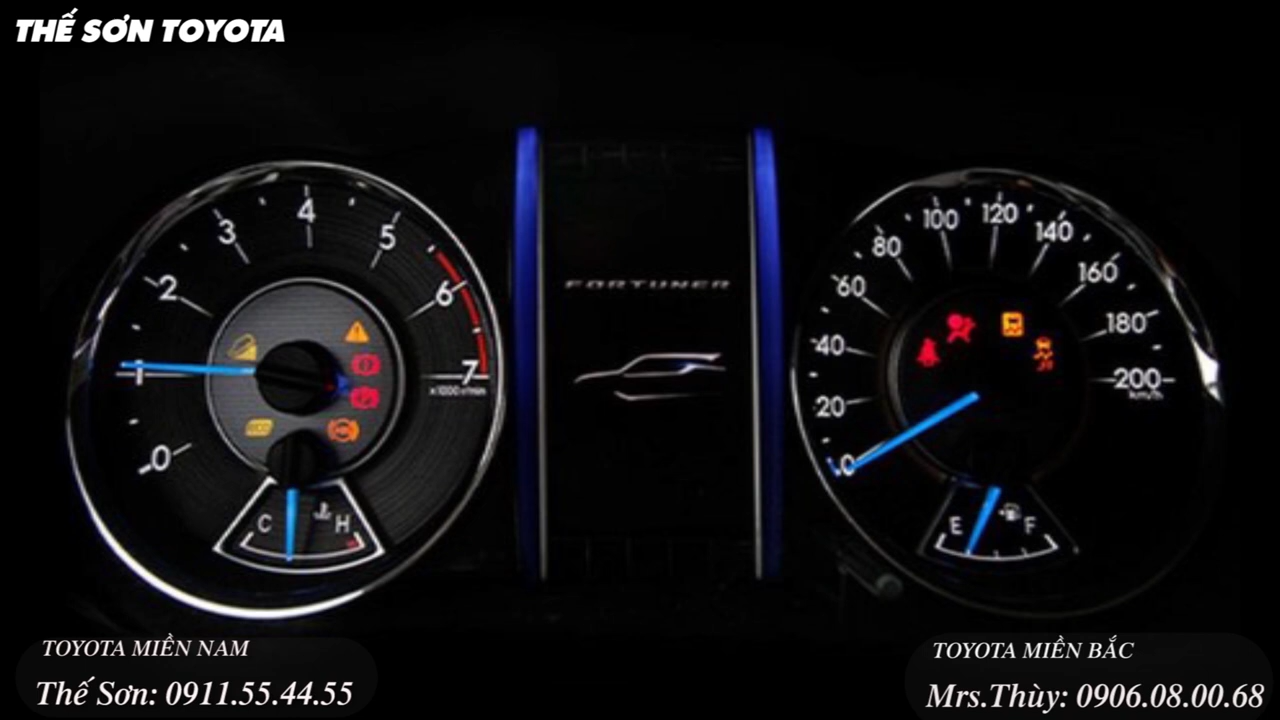 THẾ SƠN TOYOTA
4
3
5
2
6
1
7
x1000 r/min
0
C H
FORTUNER
100 120
80 140
60 160
180
40
200
km/h
20
0
E F
TOYOTA MIỀN NAM
Thế Sơn: 0911.55.44.55
TOYOTA MIỀN BẮC
Mrs.Thùy: 0906.08.00.68